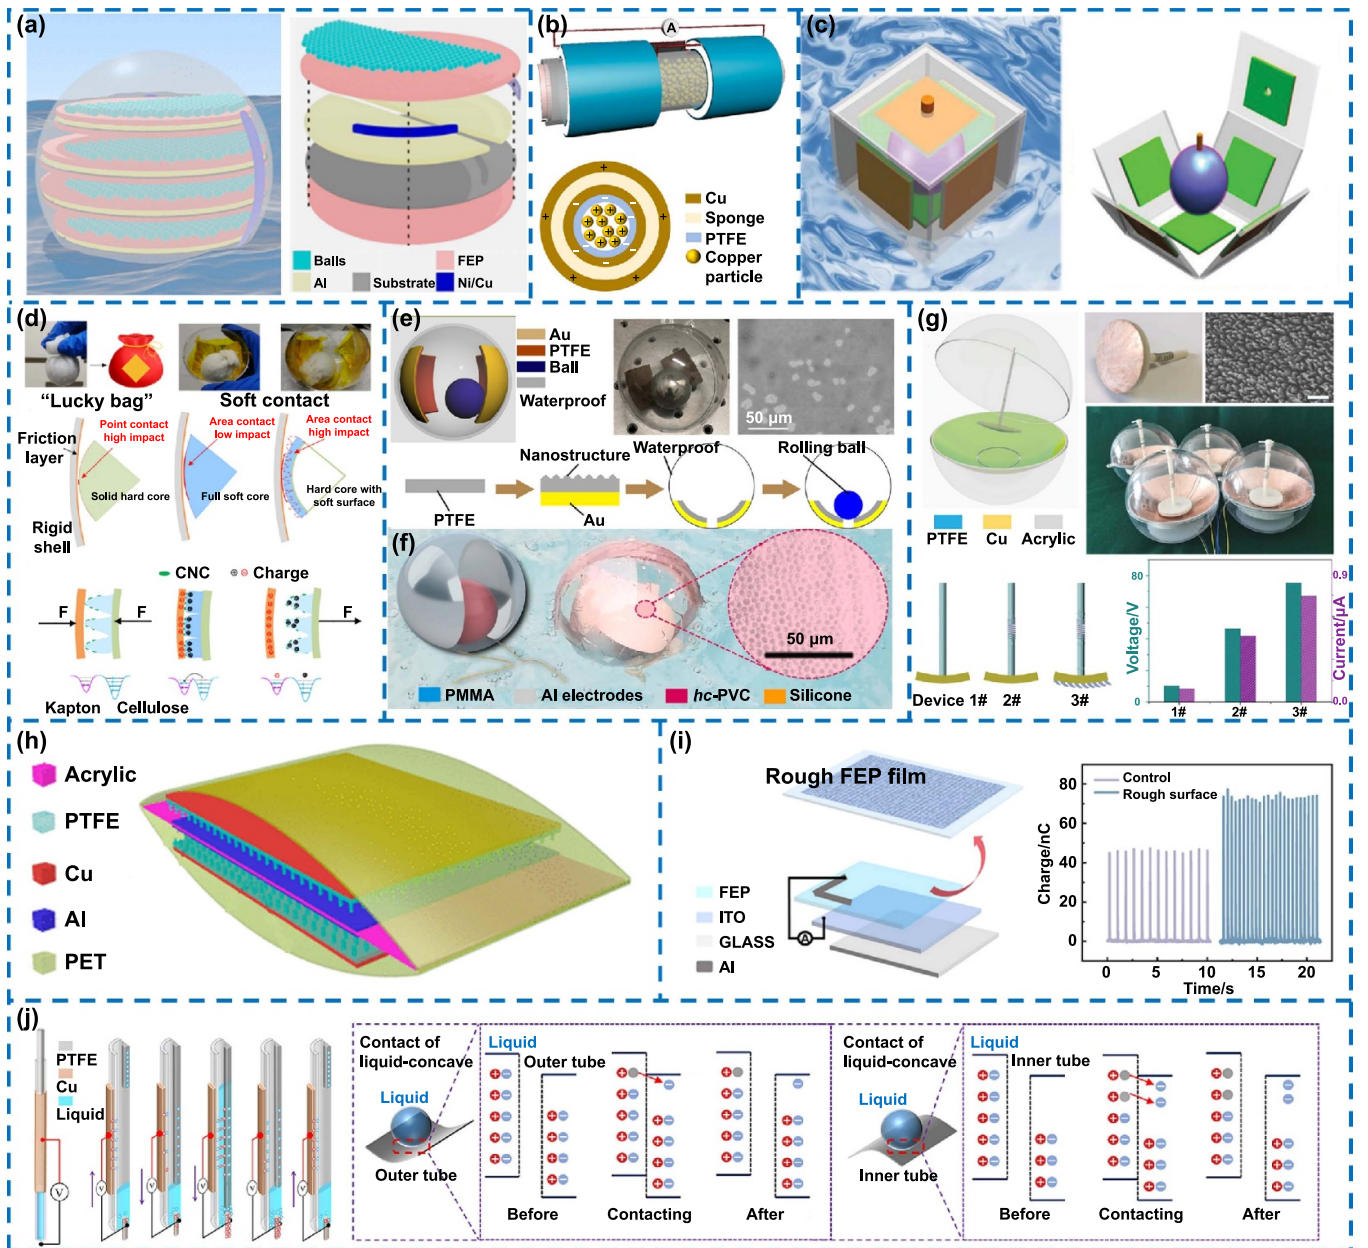 (a)
Balls
FEP
Al
Substrate
Ni/Cu
(b)
A
Cu
Sponge
PTFE
Copper
particle
(c)
(d)
"Lucky bag"
Soft contact
Friction
layer
Point contact
high impact
Area contact
low impact
Area contact
high impact
Solid hard core
Full soft core
Hard core with
soft surface
Rigid
shell
CNC
Charge
F
F
F
Kapton
Cellulose
(e)
Au
PTFE
Ball
Waterproof
50 µm
Nanostructure
Waterproof
Rolling ball
PTFE
Au
(f)
50 µm
PMMA
Al electrodes
hc-PVC
Silicone
(g)
PTFE
Cu
Acrylic
Device 1#
2#
3#
Voltage/V
80
0
0.9
0.0
Current/µA
1#
2#
3#
(h)
Acrylic
PTFE
Cu
Al
PET
(i)
Rough FEP film
FEP
ITO
GLASS
Al
A
Charge/nC
80
60
40
20
0
Control
Rough surface
0
5
10
15
20
Time/s
(j)
PTFE
Cu
Liquid
V
V
V
V
V
V
Contact of
liquid-concave
Liquid
Outer tube
Liquid
Outer tube
Before
Contacting
After
Contact of
liquid-concave
Liquid
Inner tube
Liquid
Inner tube
Before
Contacting
After